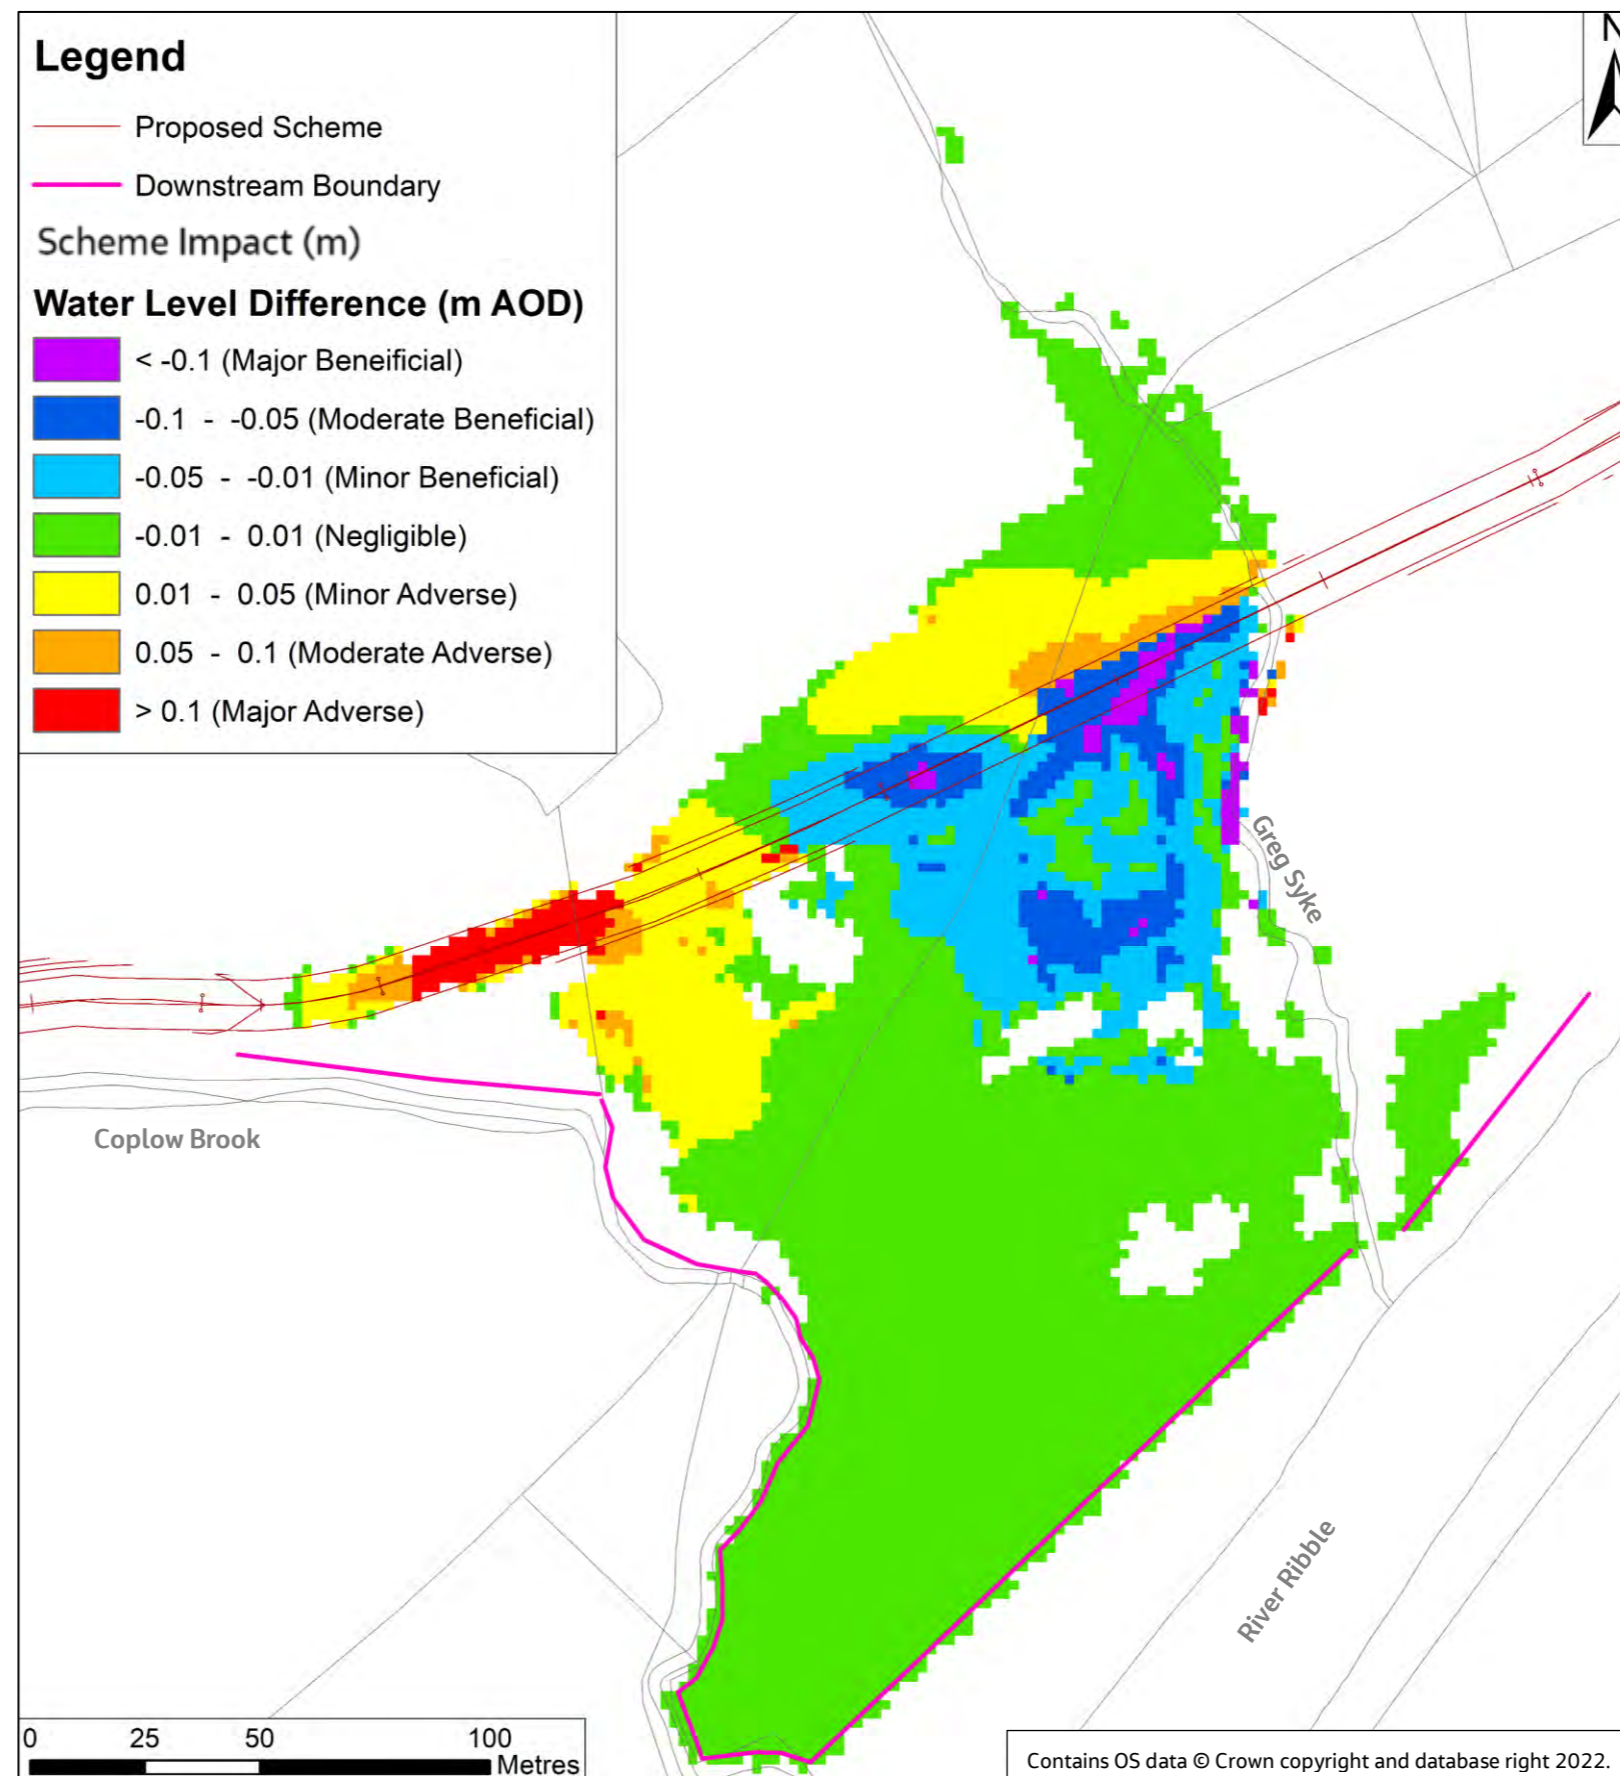 Legend
Proposed Scheme
Downstream Boundary
Scheme Impact (m)
Water Level Difference (m AOD)
< -0.1 (Major Beneificial)
-0.1 - -0.05 (Moderate Beneficial)
-0.05 - -0.01 (Minor Beneficial)
-0.01 - 0.01 (Negligible)
0.01 - 0.05 (Minor Adverse)
0.05 - 0.1 (Moderate Adverse)
> 0.1 (Major Adverse)
N
Greg Syke
Coplow Brook
River Ribble
0 25 50 100
Metres
Contains OS data © Crown copyright and database right 2022.